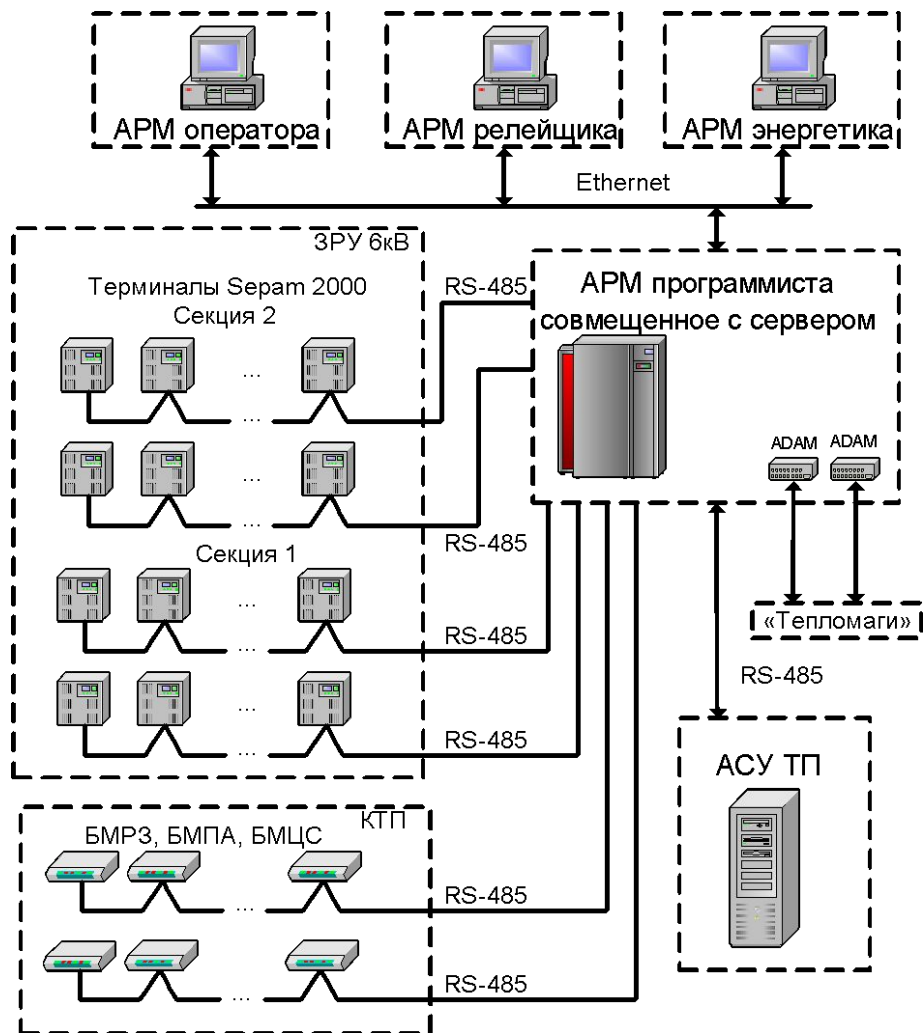 АРМ оператора
АРМ релейщика
АРМ энергетика
Ethernet
ЗРУ 6кВ
Терминалы Sepam 2000
Секция 2
RS-485
АРМ программиста
совмещенное с сервером
ADAM
ADAM
RS-485
Секция 1
«Тепломаги»
RS-485
RS-485
RS-485
АСУ ТП
КТП
БМРЗ, БМПА, БМЦС
RS-485
RS-485